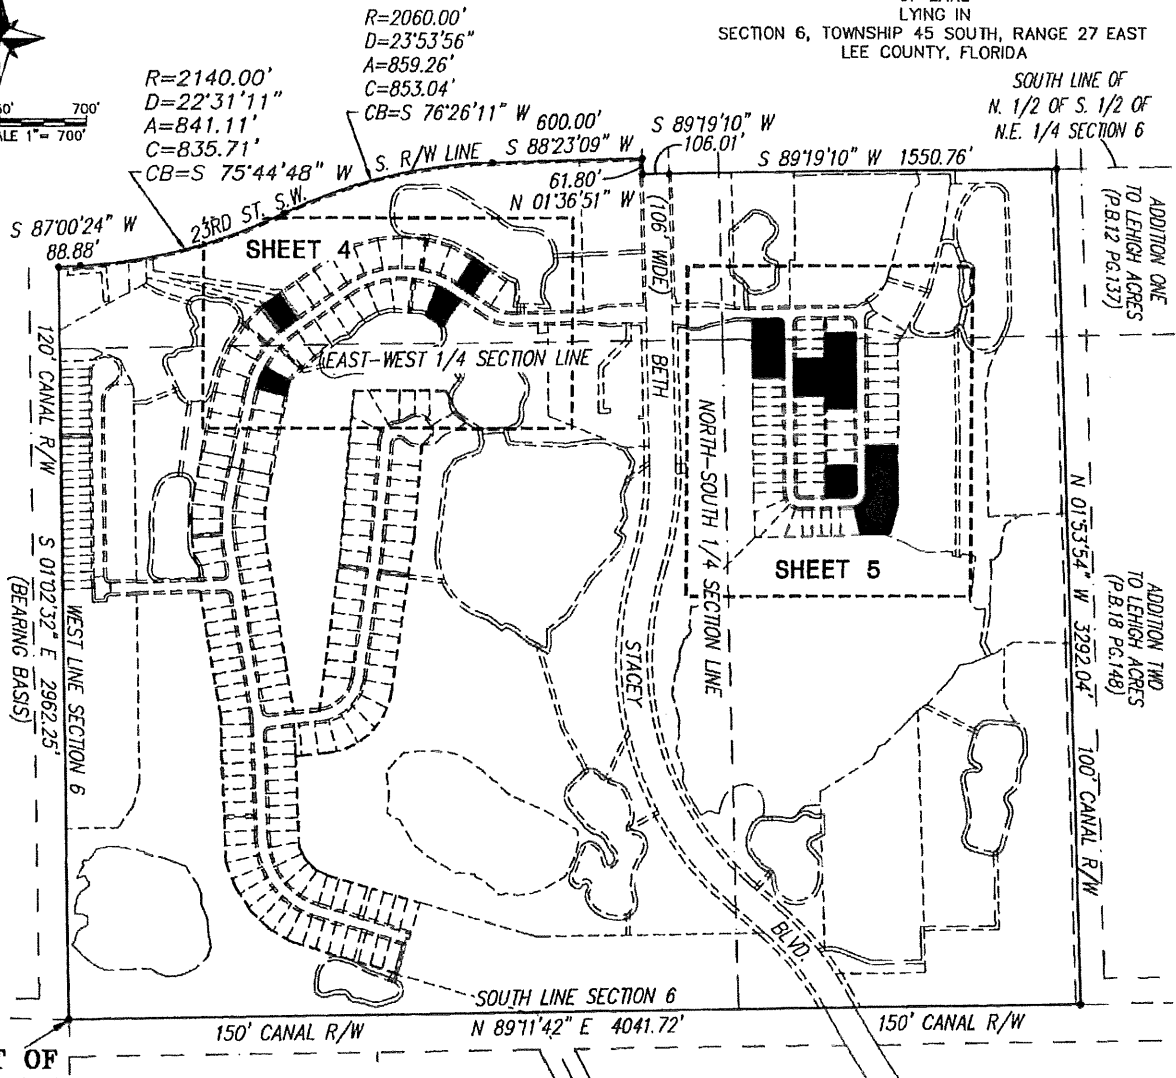 LYING IN
SECTION 6, TOWNSHIP 45 SOUTH, RANGE 27 EAST
LEE COUNTY, FLORIDA
R=2060.00'
D=23°53'56"
A=859.26'
C=853.04'
CB=S 76°26'11" W
R=2140.00'
D=22°31'11"
A=841.11'
C=835.71'
CB=S 75°44'48" W
700'
1"= 700'
SOUTH LINE OF
N. 1/2 OF S. 1/2 OF
N.E. 1/4 SECTION 6
600.00'
S 88°23'09" W
S 89°19'10" W
106.01'
S 89°19'10" W 1550.76'
S. R/W LINE
61.80'
N 01°36'51" W
23RD ST. S.W.
S 87°00'24" W
88.88'
SHEET 4
(106' WIDE)
ADDITION ONE
TO LEHIGH ACRES
(P.B.12 PG.137)
EAST-WEST 1/4 SECTION LINE
BETH
120' CANAL R/W
NORTH-SOUTH 1/4 SECTION LINE
SHEET 5
N 01°53'54" W 3292.04'
ADDITION TWO
TO LEHIGH ACRES
(P.B.18 PG.148)
S 01°02'32" E 2962.25'
(BEARING BASIS)
WEST LINE SECTION 6
STACEY
100' CANAL R/W
BLVD.
SOUTH LINE SECTION 6
150' CANAL R/W
N 89°11'42" E 4041.72'
150' CANAL R/W
OF